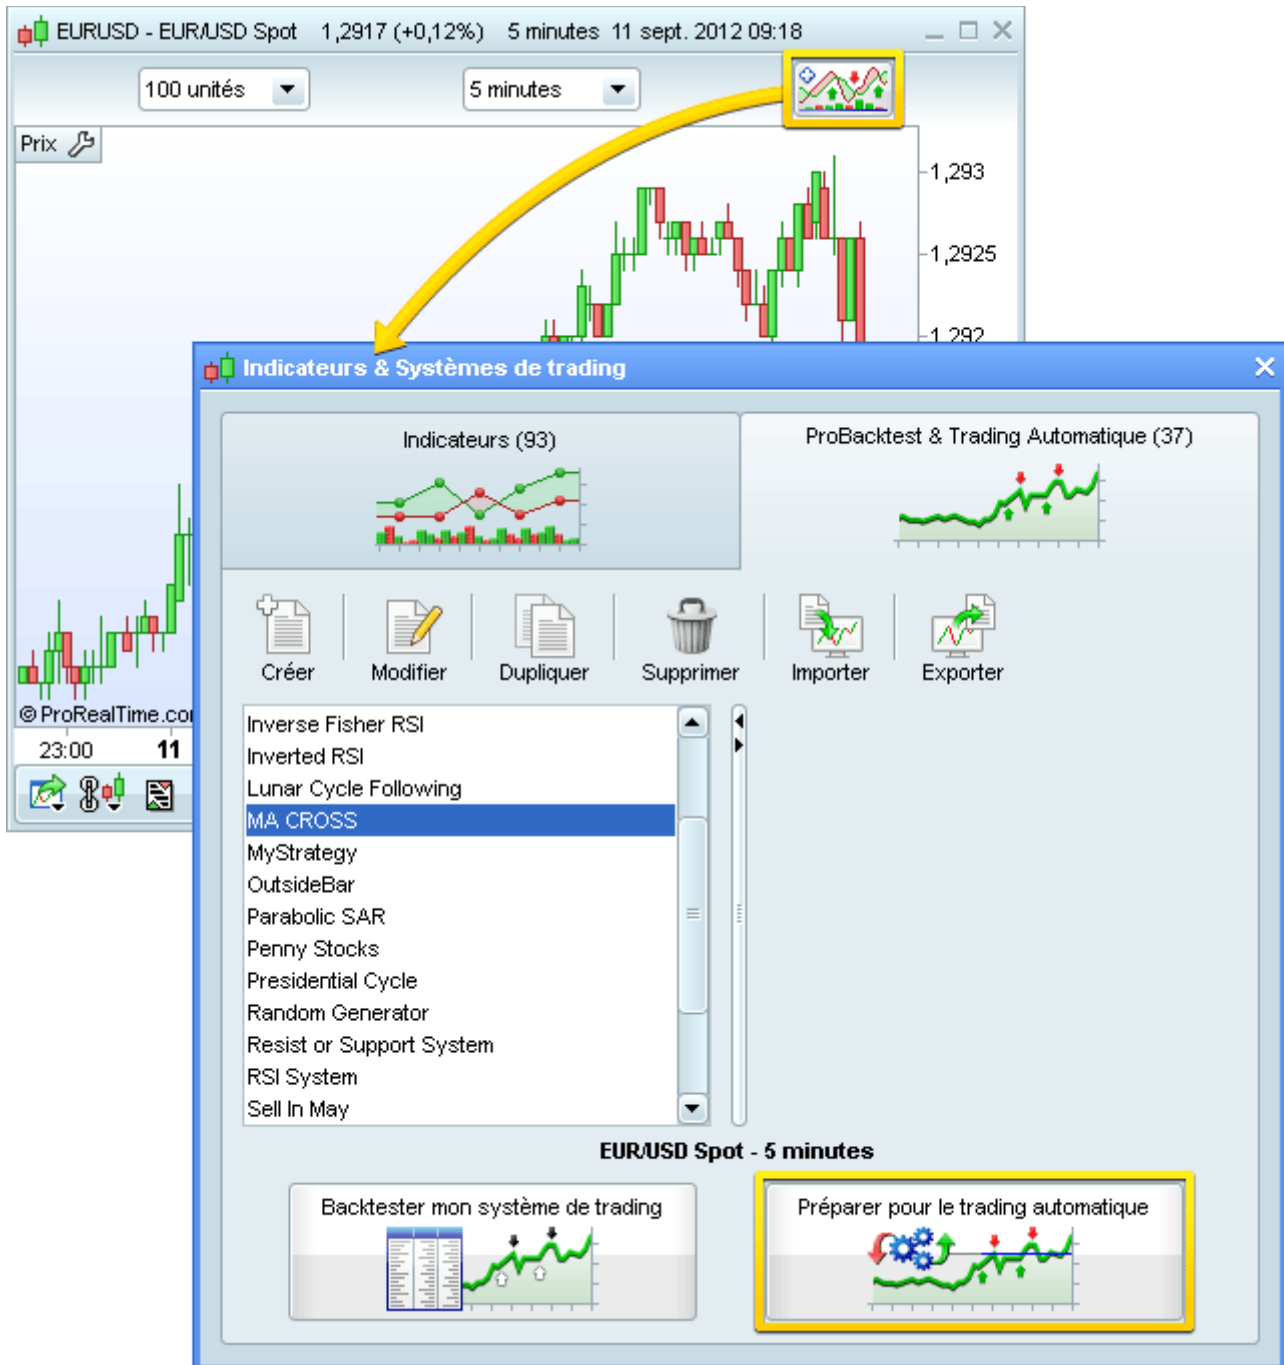 EURUSD - EUR/USD Spot 1,2917 (+0,12%) 5 minutes 11 sept. 2012 09:18
100 unités 5 minutes
Prix
1,293
1,2925
1,292
Indicateurs & Systèmes de trading
Indicateurs (93)
ProBacktest & Trading Automatique (37)
Créer Modifier Dupliquer Supprimer Importer Exporter
© ProRealTime.co
23:00 11
Inverse Fisher RSI
Inverted RSI
Lunar Cycle Following
MA CROSS
MyStrategy
OutsideBar
Parabolic SAR
Penny Stocks
Presidential Cycle
Random Generator
Resist or Support System
RSI System
Sell In May
EUR/USD Spot - 5 minutes
Backtester mon système de trading
Préparer pour le trading automatique